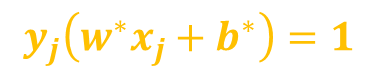 yⱼ(w*xⱼ + b*) = 1